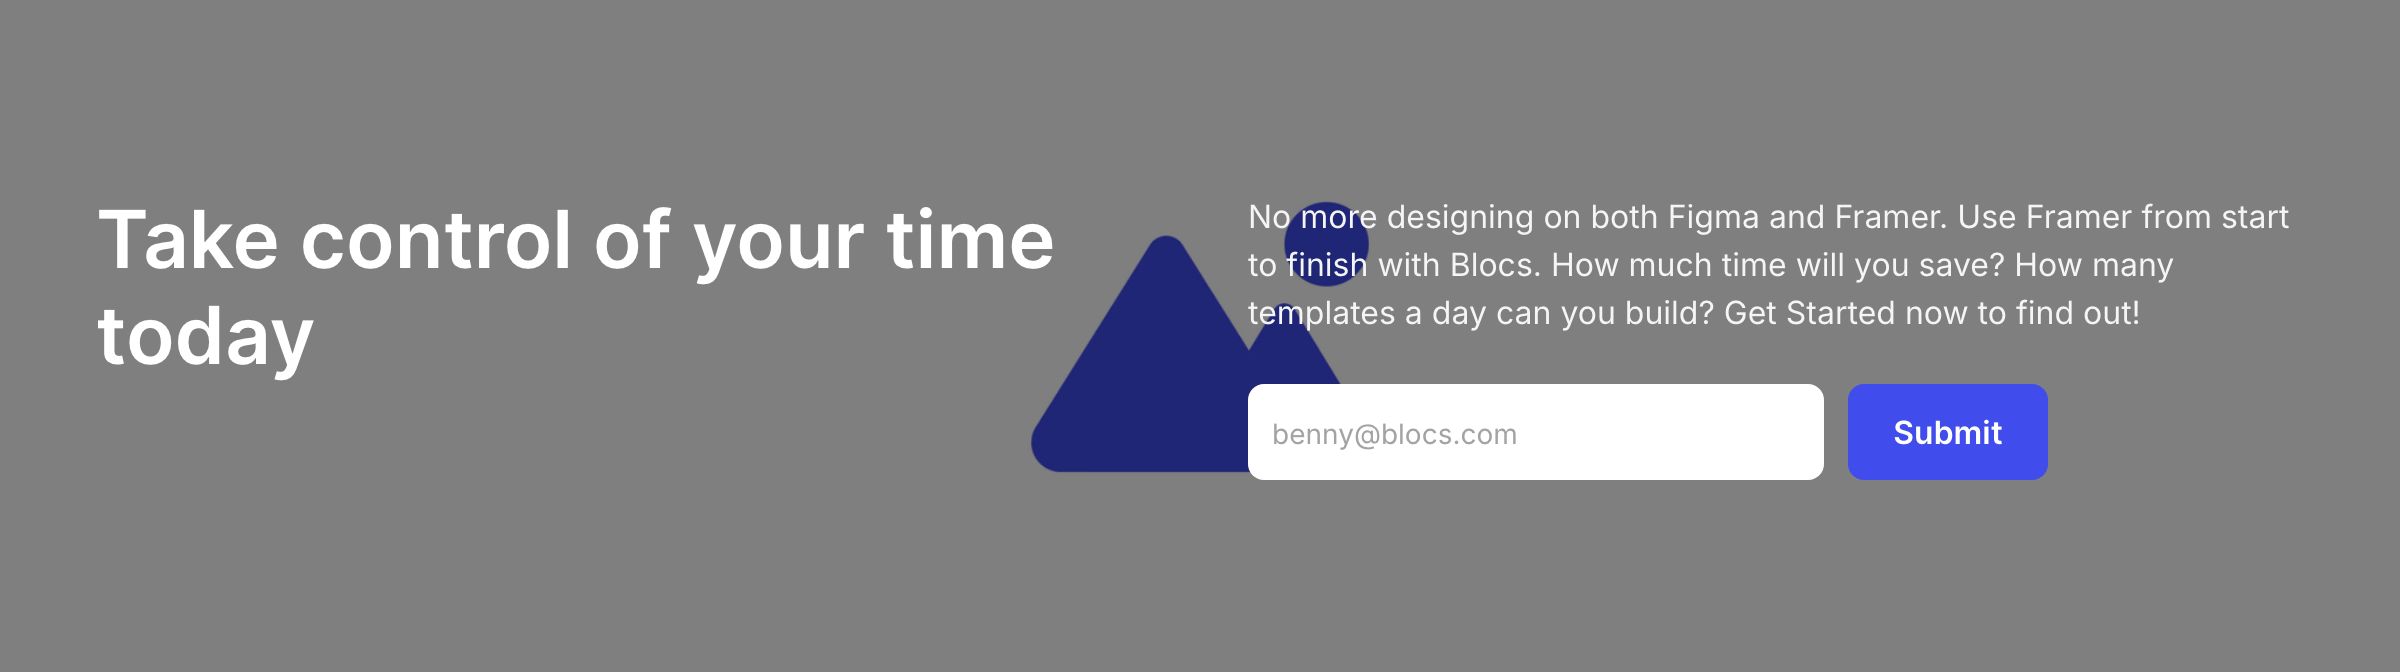 Take control of your time
today
No more designing on both Figma and Framer. Use Framer from start
to finish with Blocs. How much time will you save? How many
templates a day can you build? Get Started now to find out!
benny@blocs.com
Submit